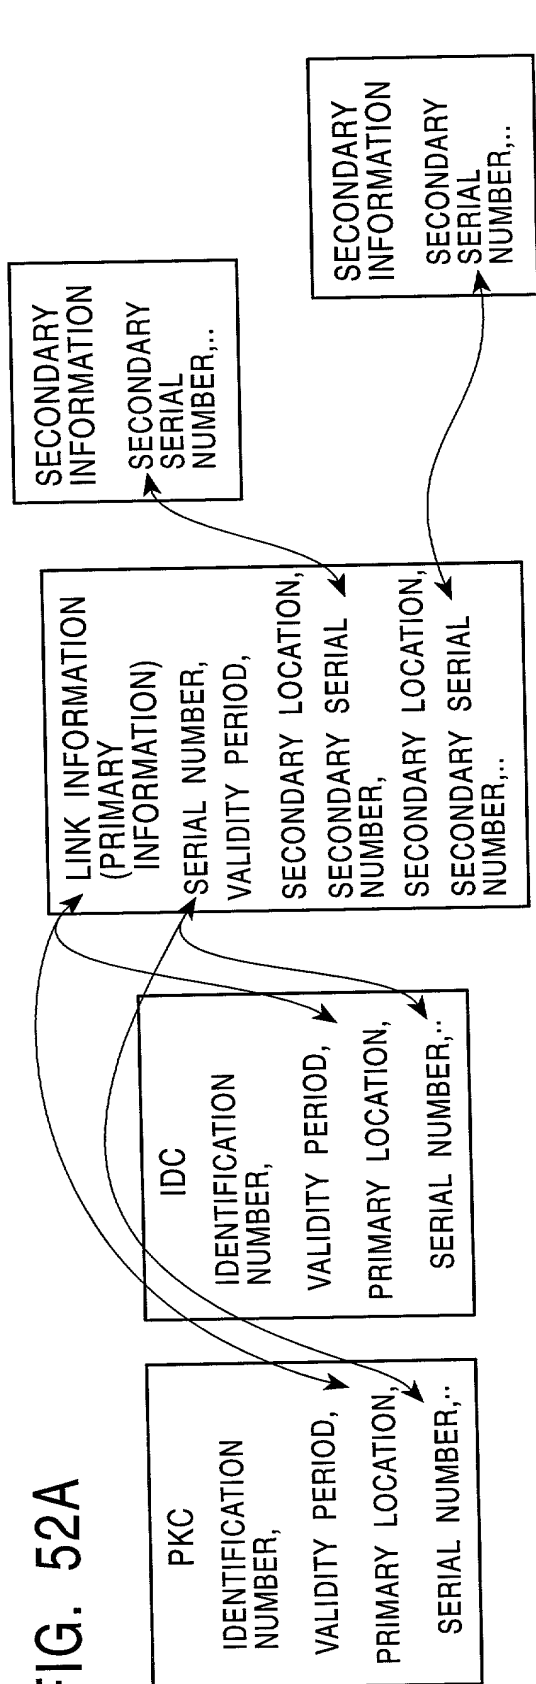 FIG. 52A
PKC
IDENTIFICATION
NUMBER,
VALIDITY PERIOD,
PRIMARY LOCATION,
SERIAL NUMBER,..
IDC
IDENTIFICATION
NUMBER,
VALIDITY PERIOD,
PRIMARY LOCATION,
SERIAL NUMBER,..
LINK INFORMATION
(PRIMARY
INFORMATION)
SERIAL NUMBER,
VALIDITY PERIOD,
SECONDARY LOCATION,
SECONDARY SERIAL
NUMBER,
SECONDARY LOCATION,
SECONDARY SERIAL
NUMBER,..
SECONDARY
INFORMATION
SECONDARY
SERIAL
NUMBER,..
SECONDARY
INFORMATION
SECONDARY
SERIAL
NUMBER,..